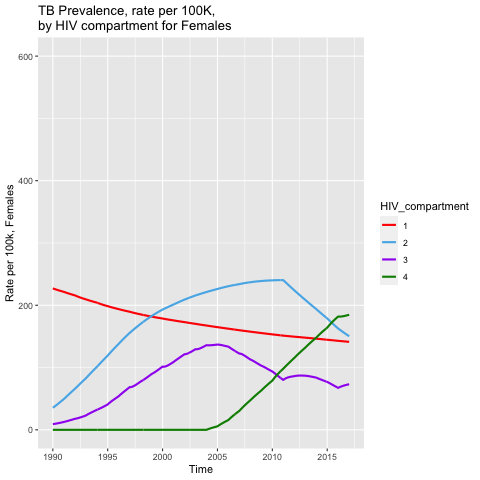 TB Prevalence, rate per 100K,
by HIV compartment for Females
Rate per 100k, Females
600
400
200
0
1990
1995
2000
2005
2010
2015
Time
HIV_compartment
1
2
3
4